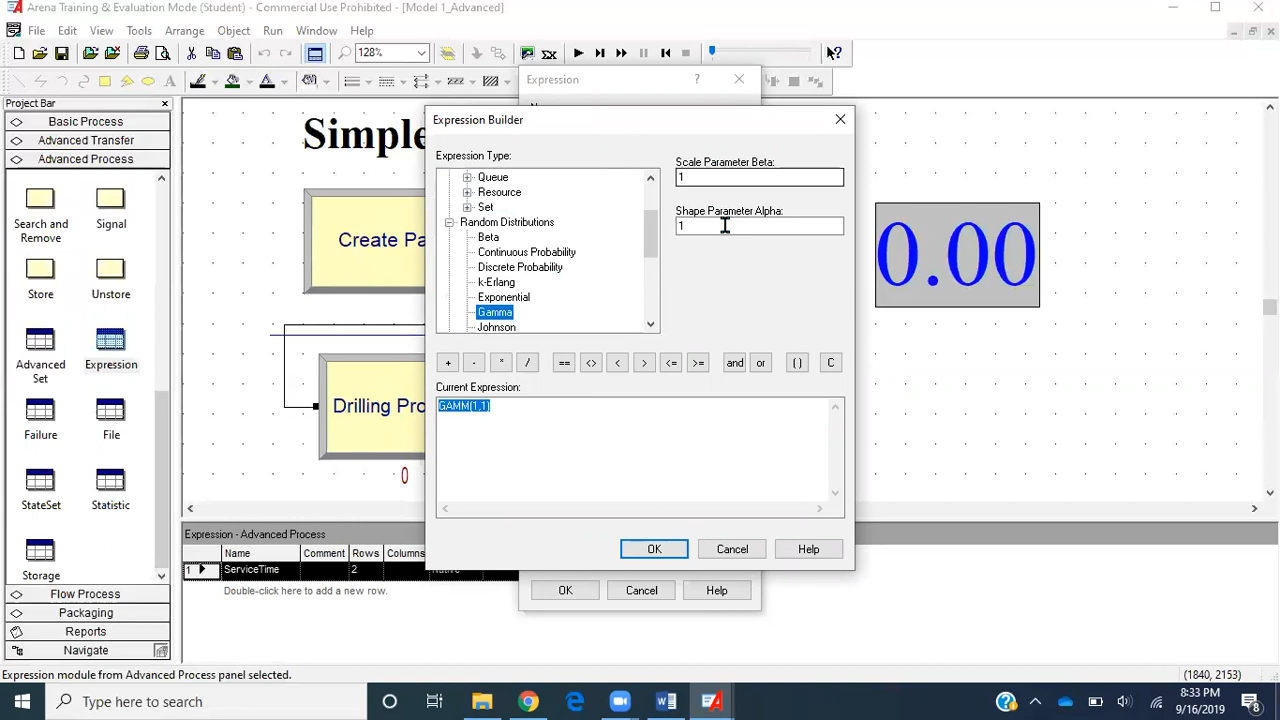 Arena Training & Evaluation Mode (Student) - Commercial Use Prohibited - [Model 1_Advanced]
File Edit View Tools Arrange Object Run Window Help
128%
Project Bar
Basic Process
Advanced Transfer
Advanced Process
Search and Remove
Signal
Store
Unstore
Advanced Set
Expression
Failure
File
StateSet
Statistic
Storage
Flow Process
Packaging
Reports
Navigate
Simple
Create Pa
Drilling Pro
0
0.00
Expression
?
Expression Builder
Expression Type:
Queue
Resource
Set
Random Distributions
Beta
Continuous Probability
Discrete Probability
k-Erlang
Exponential
Gamma
Johnson
Scale Parameter Beta:
1
Shape Parameter Alpha:
1
+ - * / == <> < > <= >= and or ( ) C
Current Expression:
GAMM(1,1)
OK Cancel Help
OK Cancel Help
Expression - Advanced Process
Name Comment Rows Columns
1 ServiceTime 2 Native
Double-click here to add a new row.
Expression module from Advanced Process panel selected.
(1840, 2153)
Type here to search
8:33 PM
9/16/2019
8